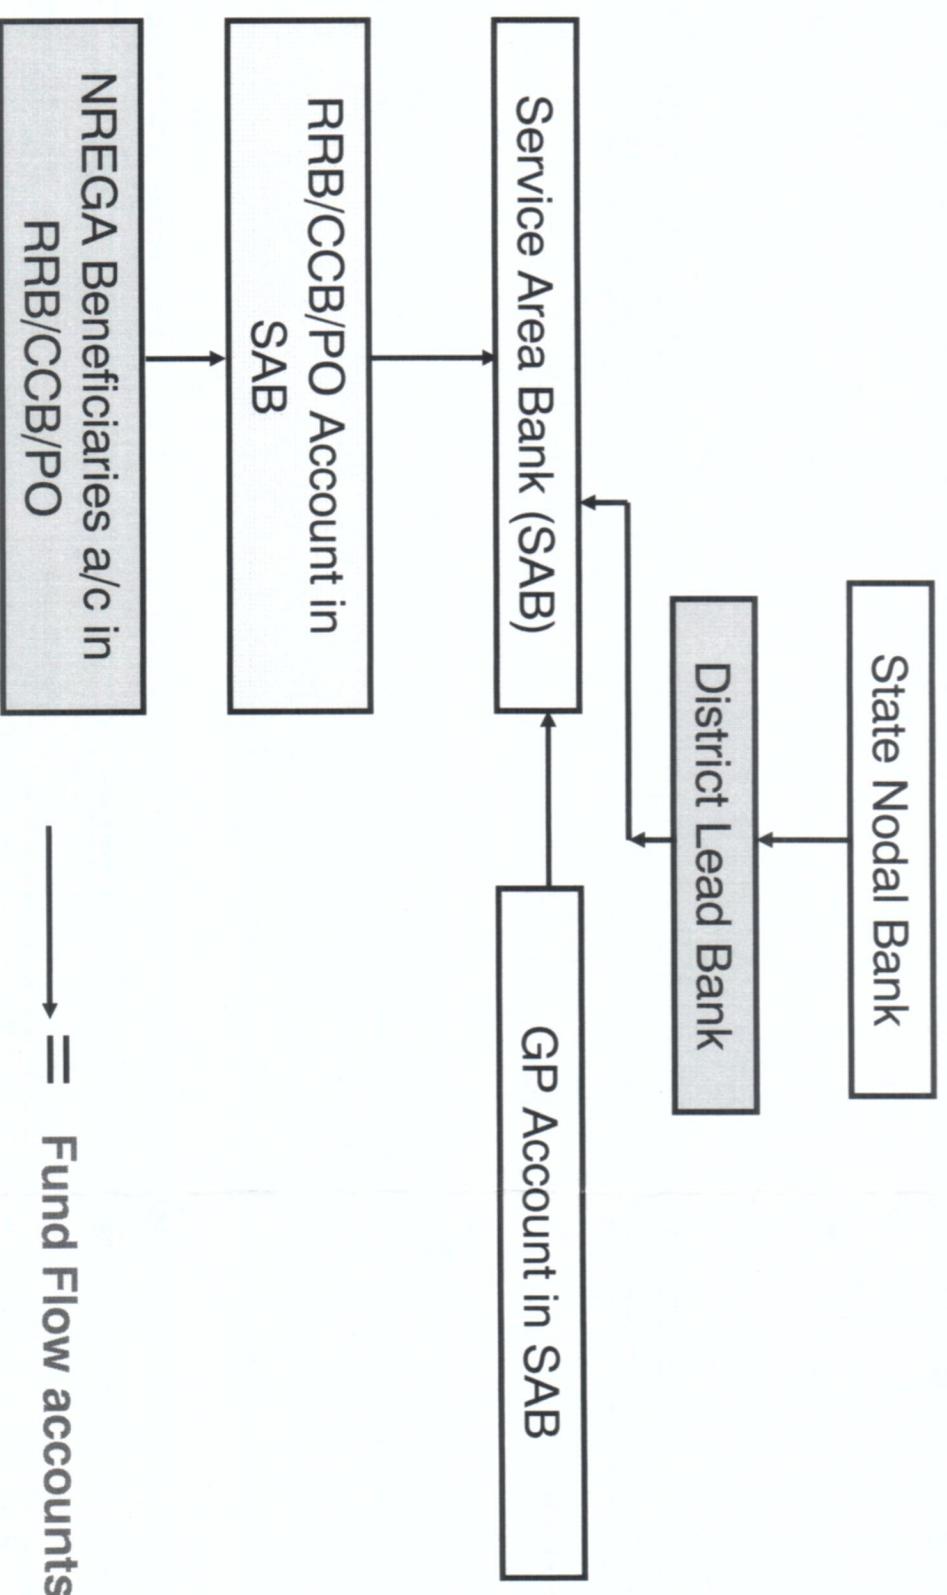 State Nodal Bank
District Lead Bank
Service Area Bank (SAB)
GP Account in SAB
RRB/CCB/PO Account in
SAB
NREGA Beneficiaries a/c in
RRB/CCB/PO
= Fund Flow accounts